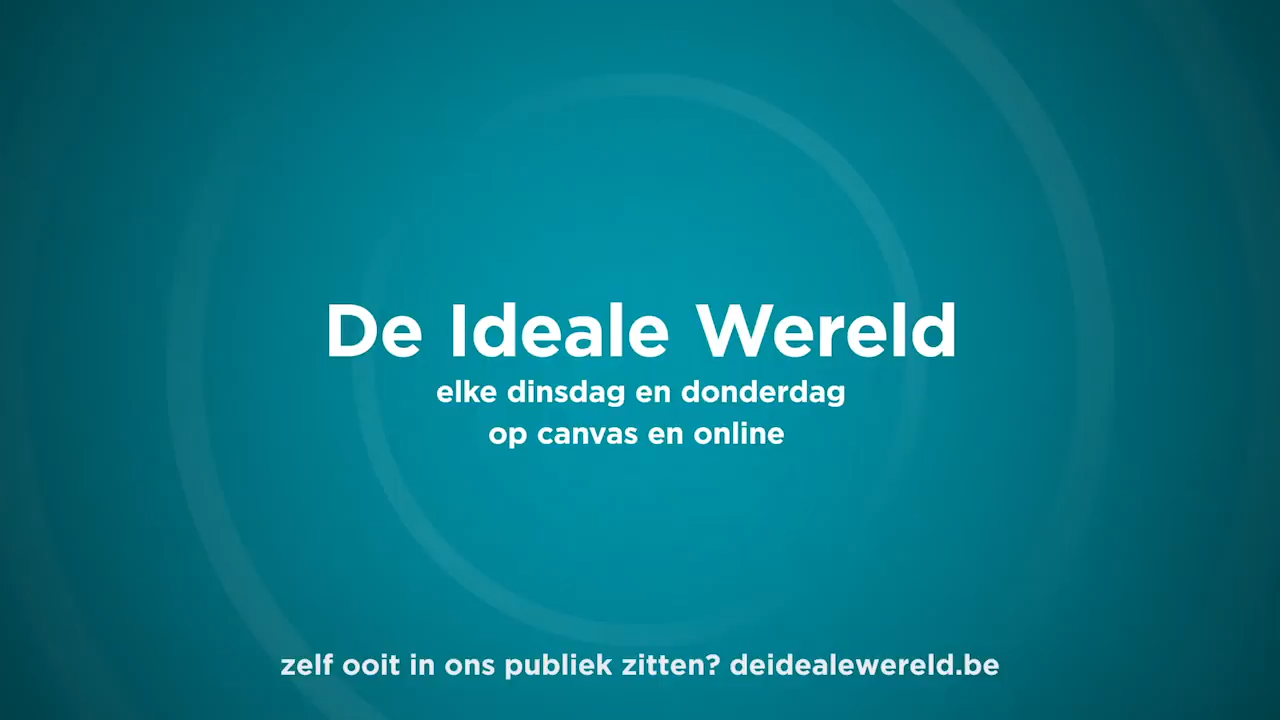 De Ideale Wereld
elke dinsdag en donderdag
op canvas en online
zelf ooit in ons publiek zitten? deidealewereld.be